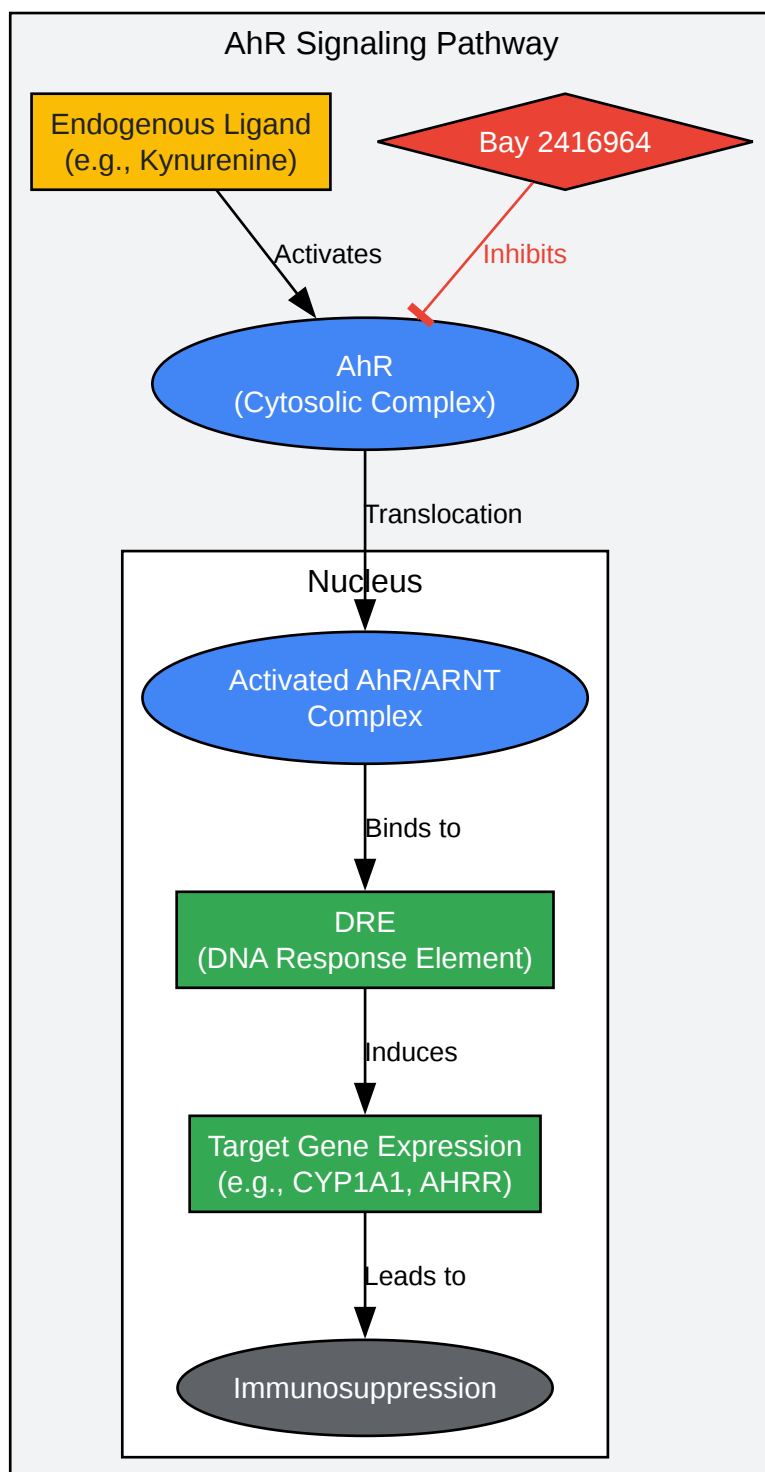 AhR Signaling Pathway
Endogenous Ligand
(e.g., Kynurenine)
Bay 2416964
Activates
Inhibits
AhR
(Cytosolic Complex)
Translocation
Nucleus
Activated AhR/ARNT
Complex
Binds to
DRE
(DNA Response Element)
Induces
Target Gene Expression
(e.g., CYP1A1, AHRR)
Leads to
Immunosuppression